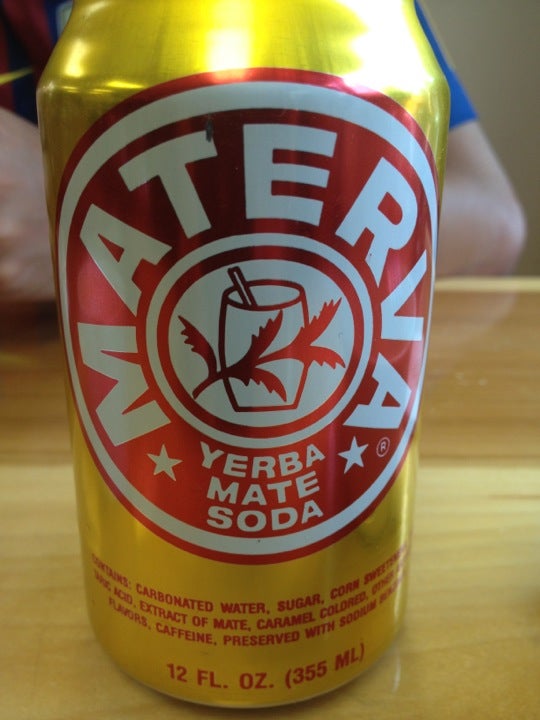 MATERVA
®
YERBA
MATE
SODA
CONTAINS: CARBONATED WATER, SUGAR, CORN
ACID, EXTRACT OF MATE, CARAMEL COLORED,
FLAVORS, CAFFEINE, PRESERVED WITH SODIUM
12 FL. OZ. (355 ML)